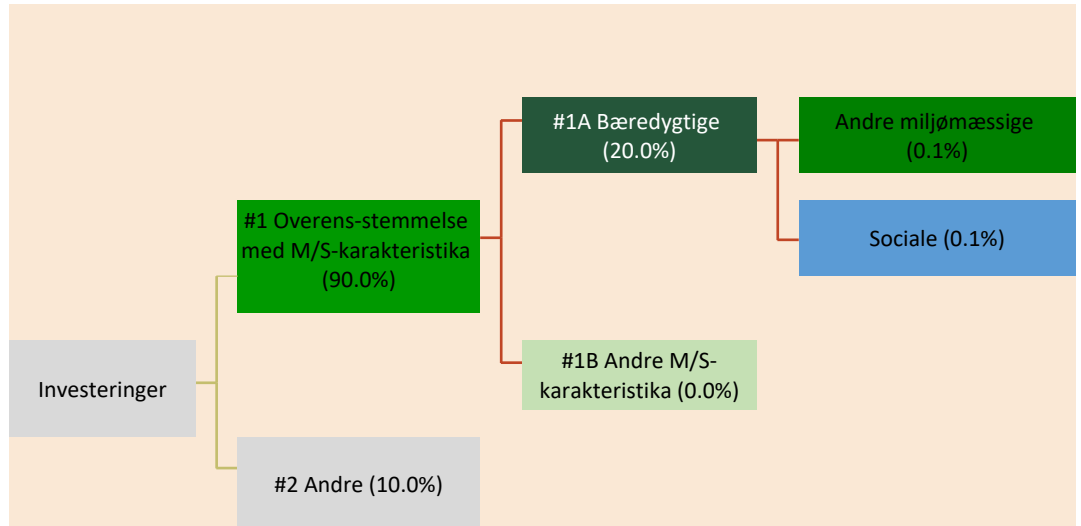 Investeringer
#1 Overens-stemmelse
med M/S-karakteristika
(90.0%)
#2 Andre (10.0%)
#1A Bæredygtige
(20.0%)
#1B Andre M/S-
karakteristika (0.0%)
Andre miljømæssige
(0.1%)
Sociale (0.1%)